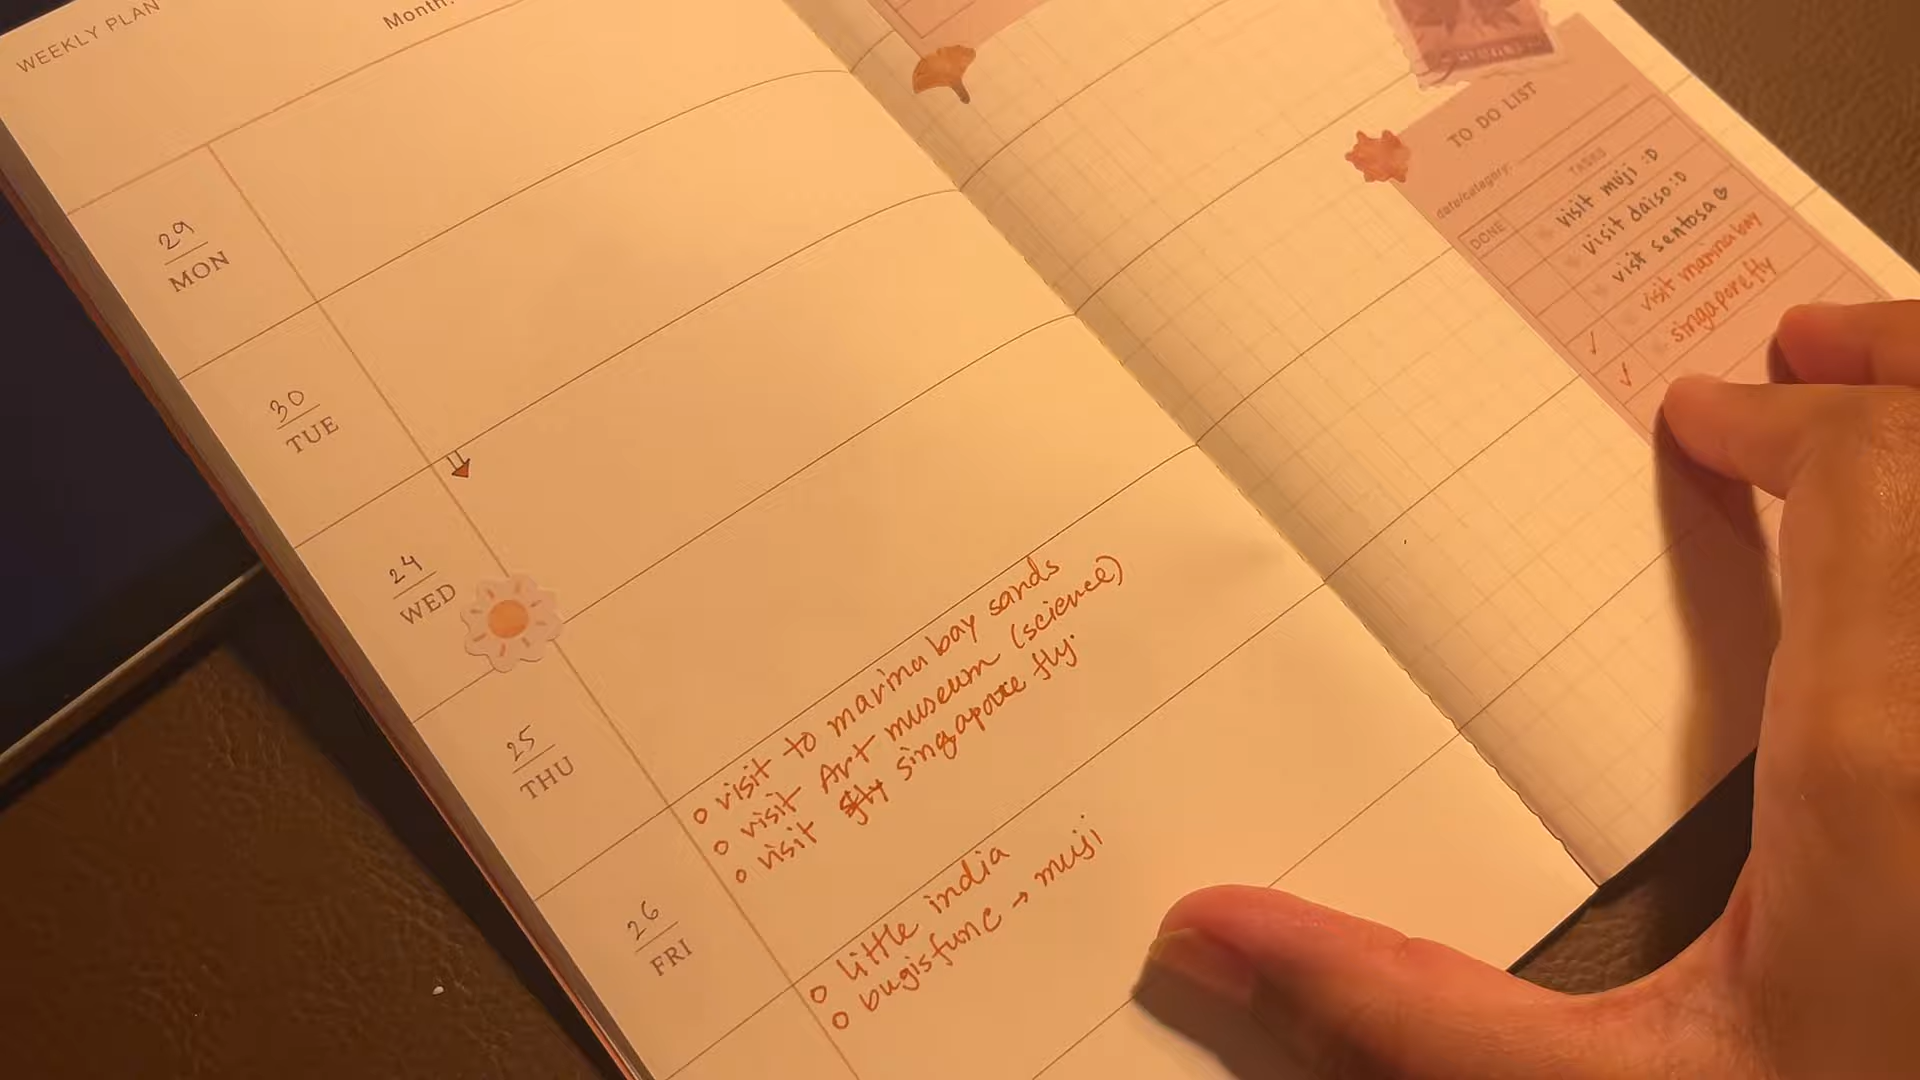 WEEKLY PLAN
Month:
29
MON
30
TUE
24
WED
25
THU
visit to marina bay sands
visit Art museum (science)
visit fly singapore fly
26
FRI
little india
bugis func → muji
TO DO LIST
date/category:
DONE
TASKS
visit muji :D
visit daiso :D
visit sentosa ♡
✓ visit marina bay
✓ singapore fly